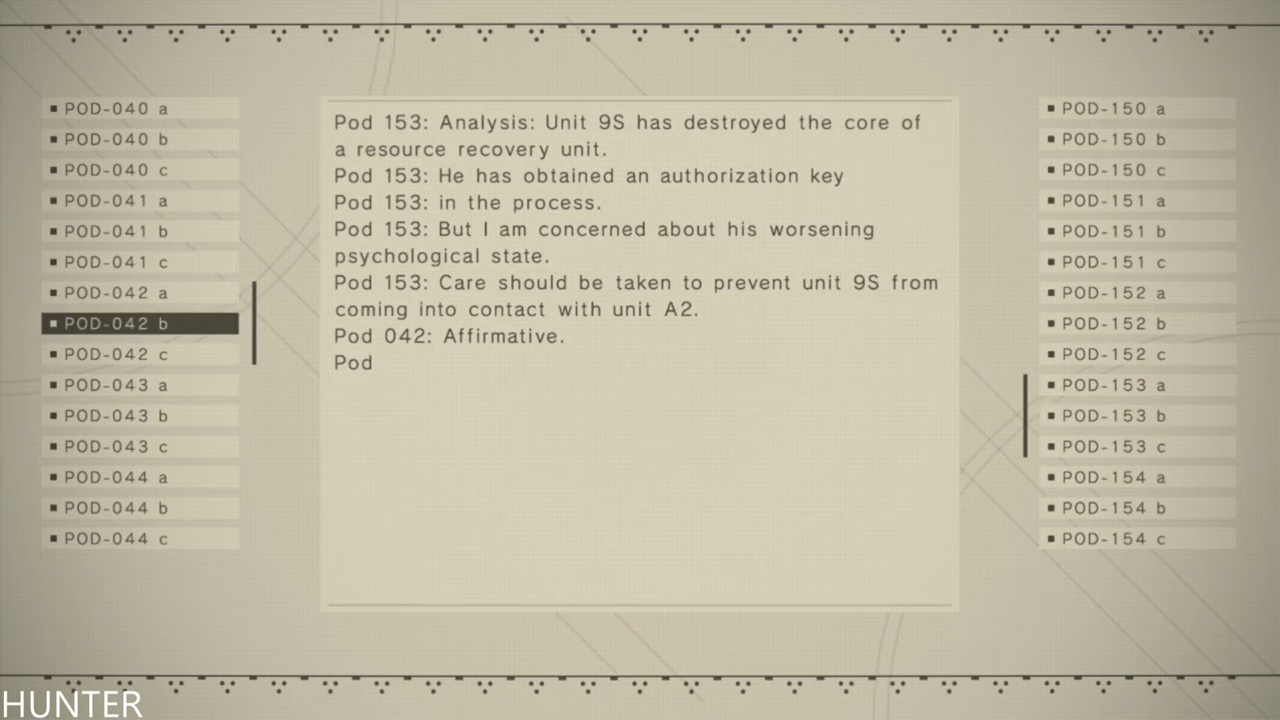 POD-040 a
POD-040 b
POD-040 c
POD-041 a
POD-041 b
POD-041 c
POD-042 a
POD-042 b
POD-042 c
POD-043 a
POD-043 b
POD-043 c
POD-044 a
POD-044 b
POD-044 c
Pod 153: Analysis: Unit 9S has destroyed the core of
a resource recovery unit.
Pod 153: He has obtained an authorization key
Pod 153: in the process.
Pod 153: But I am concerned about his worsening
psychological state.
Pod 153: Care should be taken to prevent unit 9S from
coming into contact with unit A2.
Pod 042: Affirmative.
Pod
POD-150 a
POD-150 b
POD-150 c
POD-151 a
POD-151 b
POD-151 c
POD-152 a
POD-152 b
POD-152 c
POD-153 a
POD-153 b
POD-153 c
POD-154 a
POD-154 b
POD-154 c
HUNTER